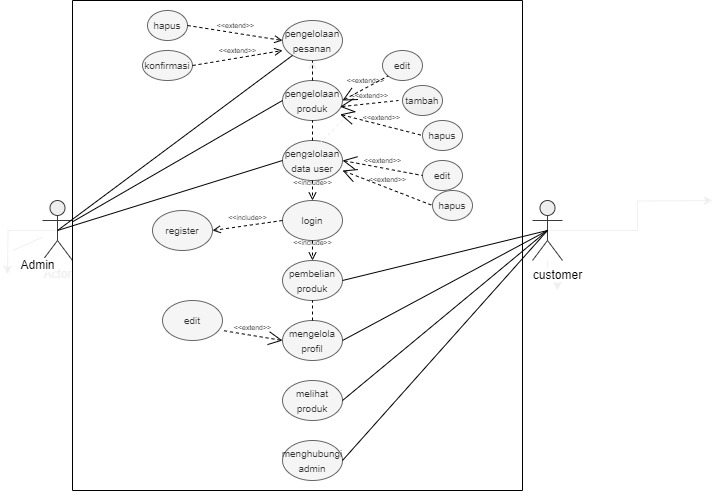 hapus
<<extend>>
pengelolaan
pesanan
<<extend>>
konfirmasi
edit
<<extend>>
pengelolaan
produk
<<extend>>
tambah
<<extend>>
hapus
pengelolaan
data user
<<extend>>
edit
<<extend>>
<<include>>
hapus
login
<<include>>
register
<<include>>
Admin
customer
pembelian
produk
edit
<<extend>>
mengelola
profil
melihat
produk
menghubungi
admin